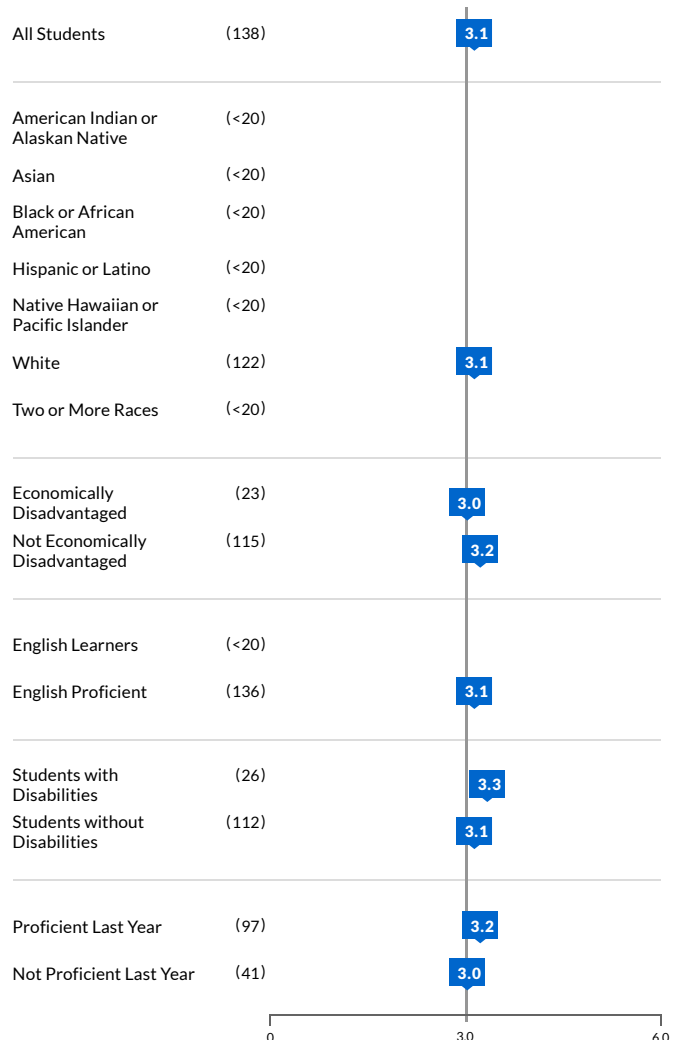 All Students (138) 3.1
American Indian or (<20)
Alaskan Native
Asian (<20)
Black or African (<20)
American
Hispanic or Latino (<20)
Native Hawaiian or (<20)
Pacific Islander
White (122) 3.1
Two or More Races (<20)
Economically (23) 3.0
Disadvantaged
Not Economically (115) 3.2
Disadvantaged
English Learners (<20)
English Proficient (136) 3.1
Students with (26) 3.3
Disabilities
Students without (112) 3.1
Disabilities
Proficient Last Year (97) 3.2
Not Proficient Last Year (41) 3.0
0 3.0 6.0